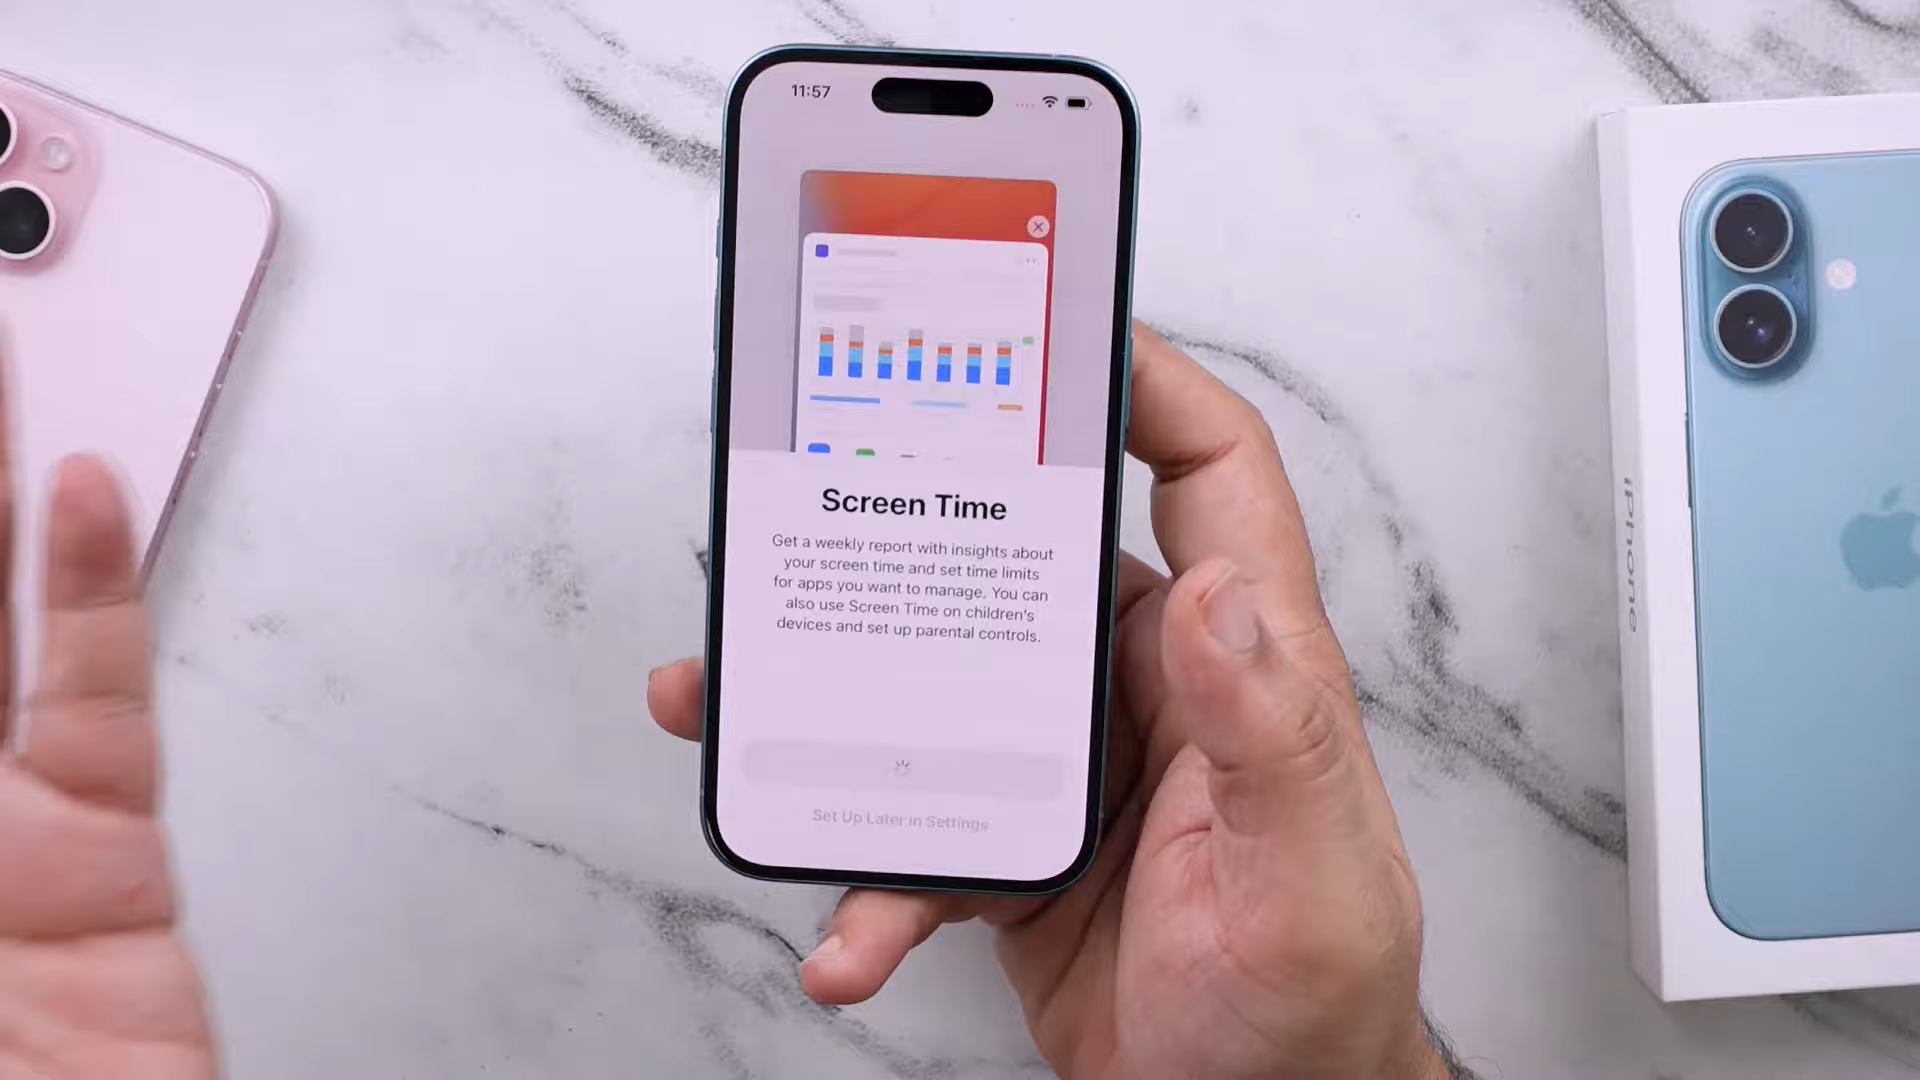 11:57
Screen Time
Get a weekly report with insights about
your screen time and set time limits
for apps you want to manage. You can
also use Screen Time on children's
devices and set up parental controls.
Set Up Later in Settings
iPhone